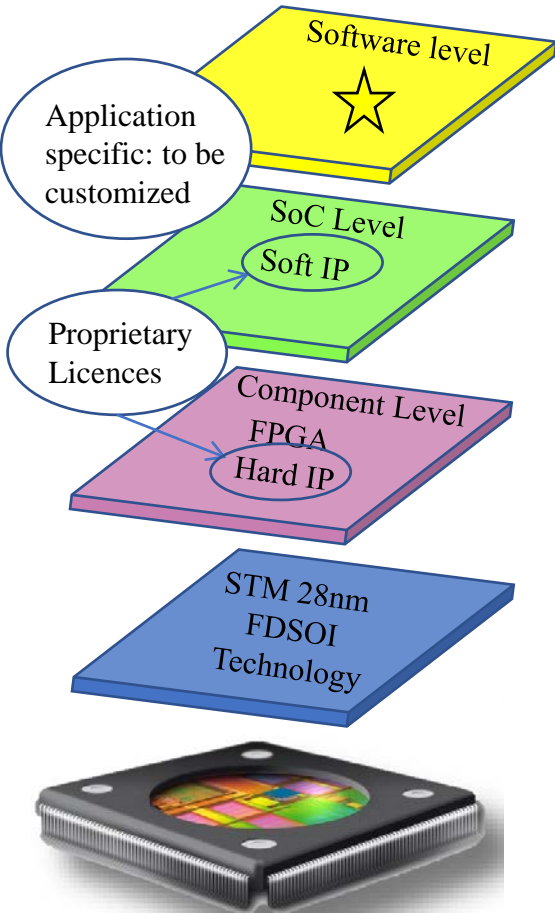 Software level
Application
specific: to be
customized
SoC Level
Soft IP
Proprietary
Licences
Component Level
FPGA
Hard IP
STM 28nm
FDSOI
Technology